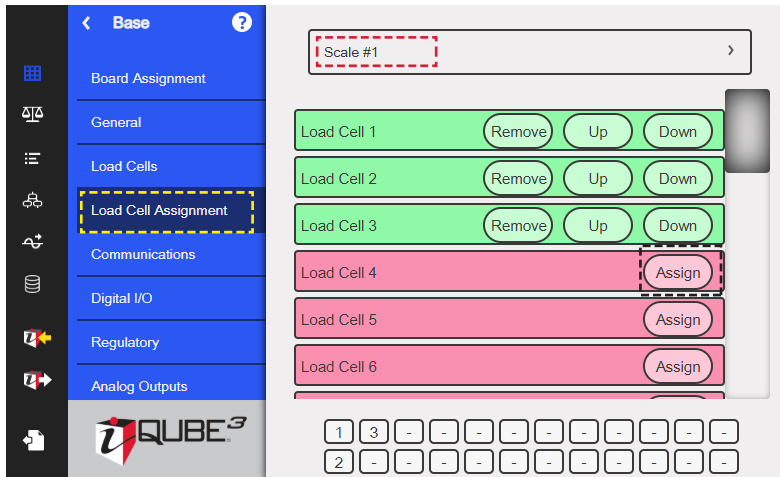 Base ?
Scale #1
Board Assignment
General
Load Cells
Load Cell Assignment
Communications
Digital I/O
Regulatory
Analog Outputs
Load Cell 1 Remove Up Down
Load Cell 2 Remove Up Down
Load Cell 3 Remove Up Down
Load Cell 4 Assign
Load Cell 5 Assign
Load Cell 6 Assign
iQUBE3
1 3 - - - - - - - - - -
2 - - - - - - - - - - -